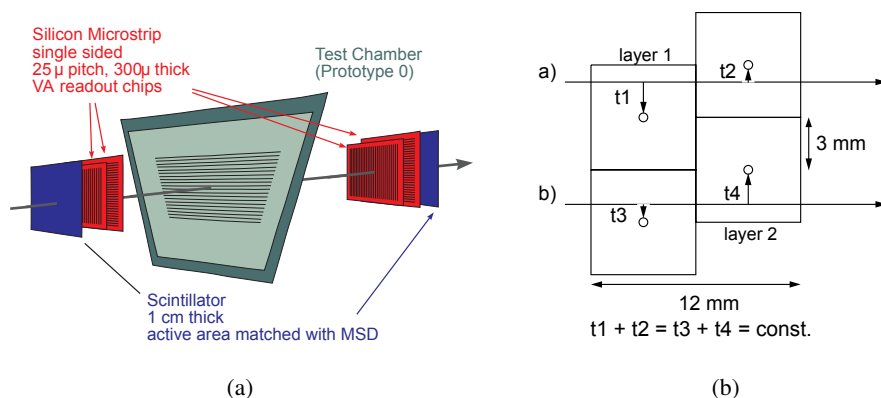 Silicon Microstrip
single sided
25 μ pitch, 300μ thick
VA readout chips
Test Chamber
(Prototype 0)
Scintillator
1 cm thick
active area matched with MSD
(a)
layer 1
a)
t1
t2
3 mm
b)
t3
t4
layer 2
12 mm
t1 + t2 = t3 + t4 = const.
(b)